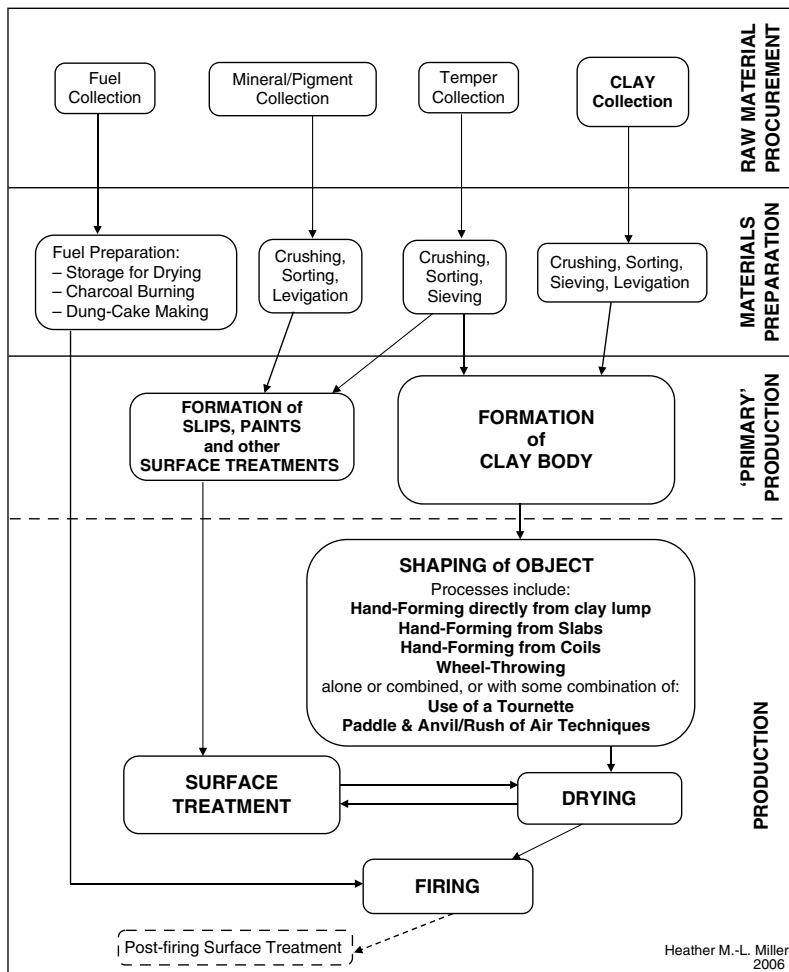 Fuel
Collection
Mineral/Pigment
Collection
Temper
Collection
CLAY
Collection
RAW MATERIAL
PROCUREMENT
Fuel Preparation:
– Storage for Drying
– Charcoal Burning
– Dung-Cake Making
Crushing,
Sorting,
Levigation
Crushing,
Sorting,
Sieving
Crushing, Sorting,
Sieving, Levigation
MATERIALS
PREPARATION
FORMATION of
SLIPS, PAINTS
and other
SURFACE TREATMENTS
FORMATION
of
CLAY BODY
'PRIMARY'
PRODUCTION
SHAPING of OBJECT
Processes include:
Hand-Forming directly from clay lump
Hand-Forming from Slabs
Hand-Forming from Coils
Wheel-Throwing
alone or combined, or with some combination of:
Use of a Tournette
Paddle & Anvil/Rush of Air Techniques
SURFACE
TREATMENT
DRYING
PRODUCTION
FIRING
Post-firing Surface Treatment
Heather M.-L. Miller
2006